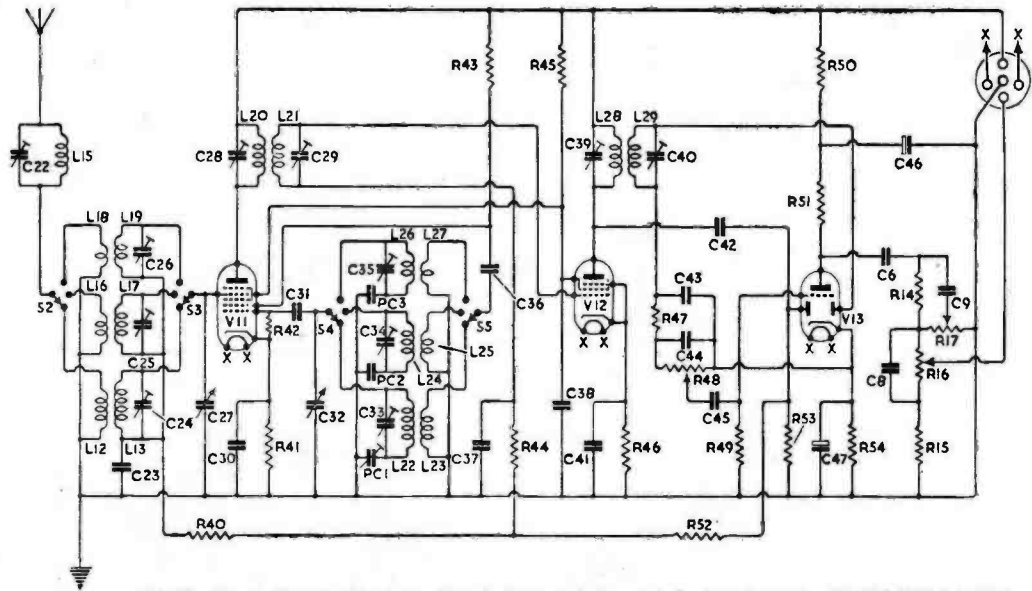 X X
R43 R45 R50
L20 L21 L28 L29
C22 L15 C28 C29 C39 C40 C46
R51
L18 L19
C26 L26 L27 C42
C35 C36 C6
L16 L17 C31 PC3 C43 R14 C9
S2 S3 V11 R42 S4 S5 V12 R47 V13 R17
C34
X X L25 X X X X
C25 C44
PC2 L24 R48 C8 R16
C24 C27 C32 C33 C38 C45
L12 L13 C30 R41 L22 L23 C37 R44 C41 R46 R49 R53 C47 R54 R15
C23 PC1
R40 R52